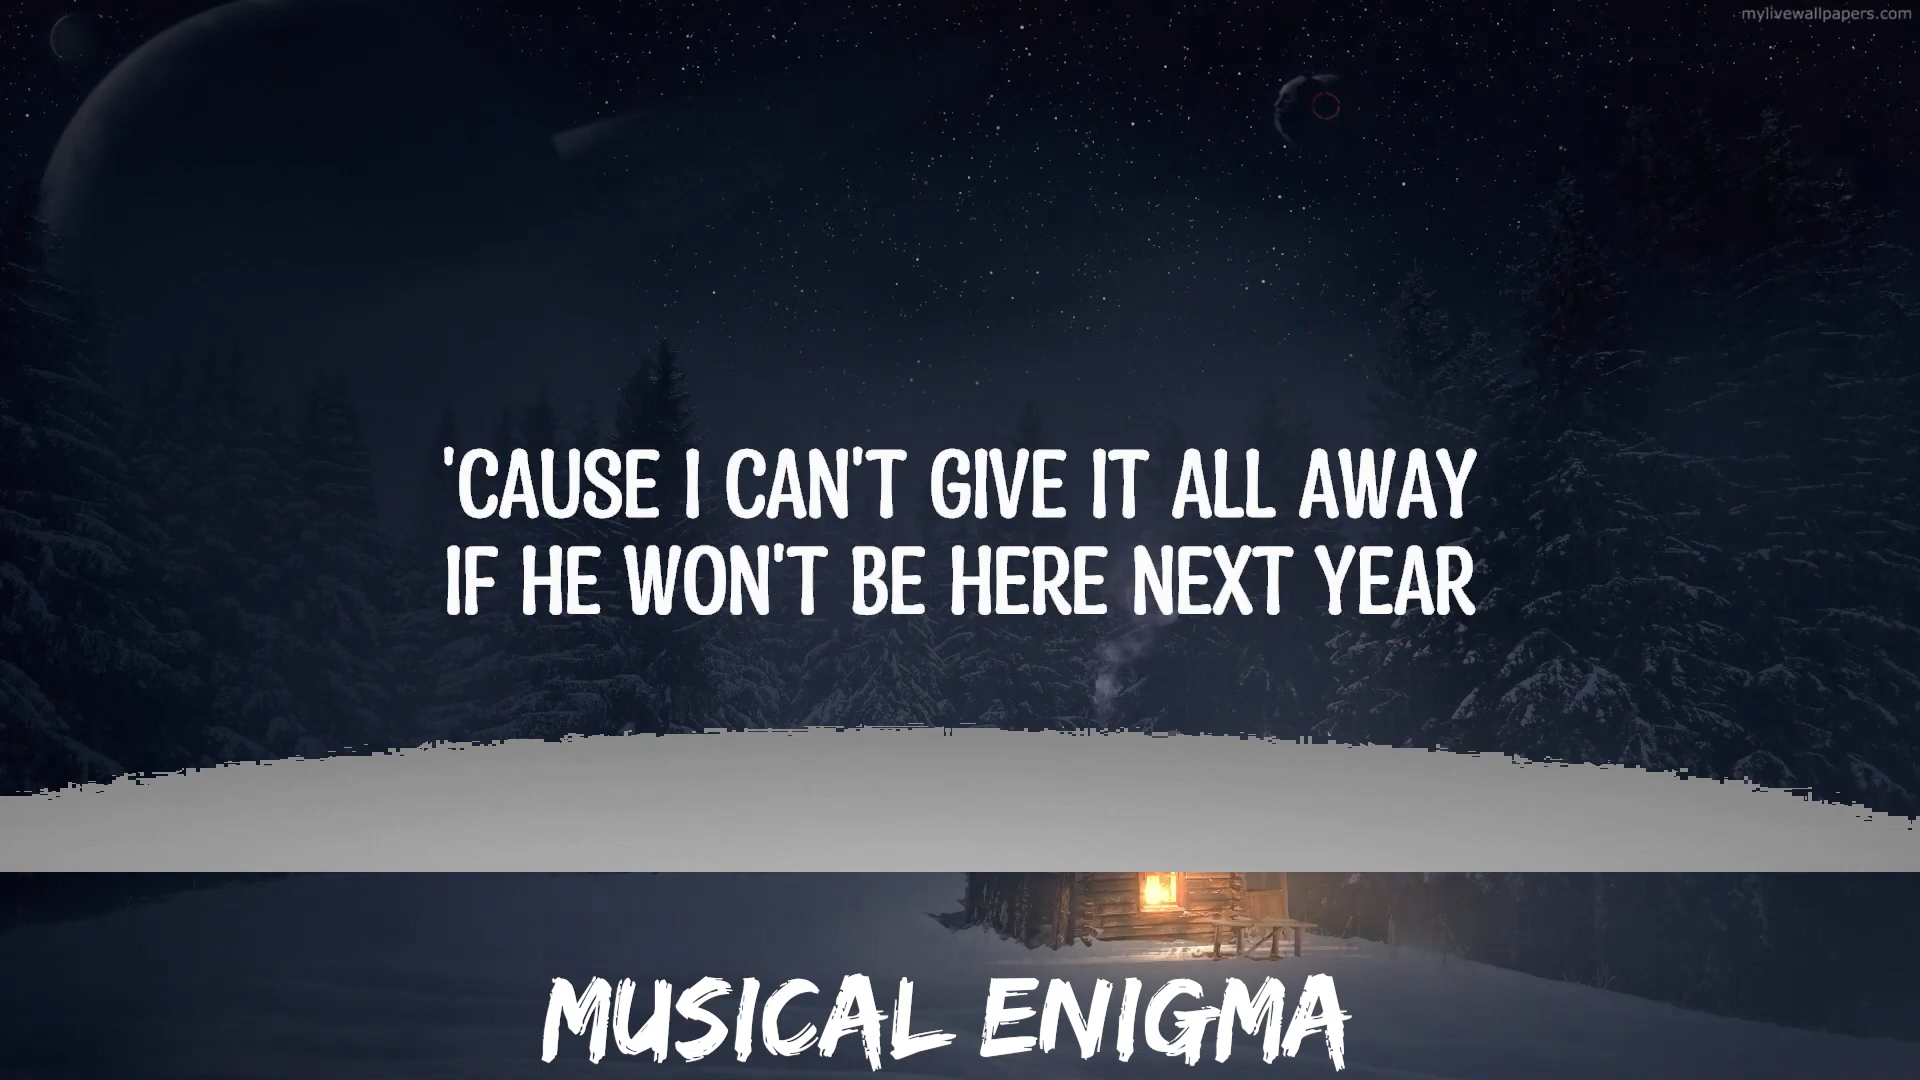 mylivewallpapers.com
'CAUSE I CAN'T GIVE IT ALL AWAY
IF HE WON'T BE HERE NEXT YEAR
MUSICAL ENIGMA